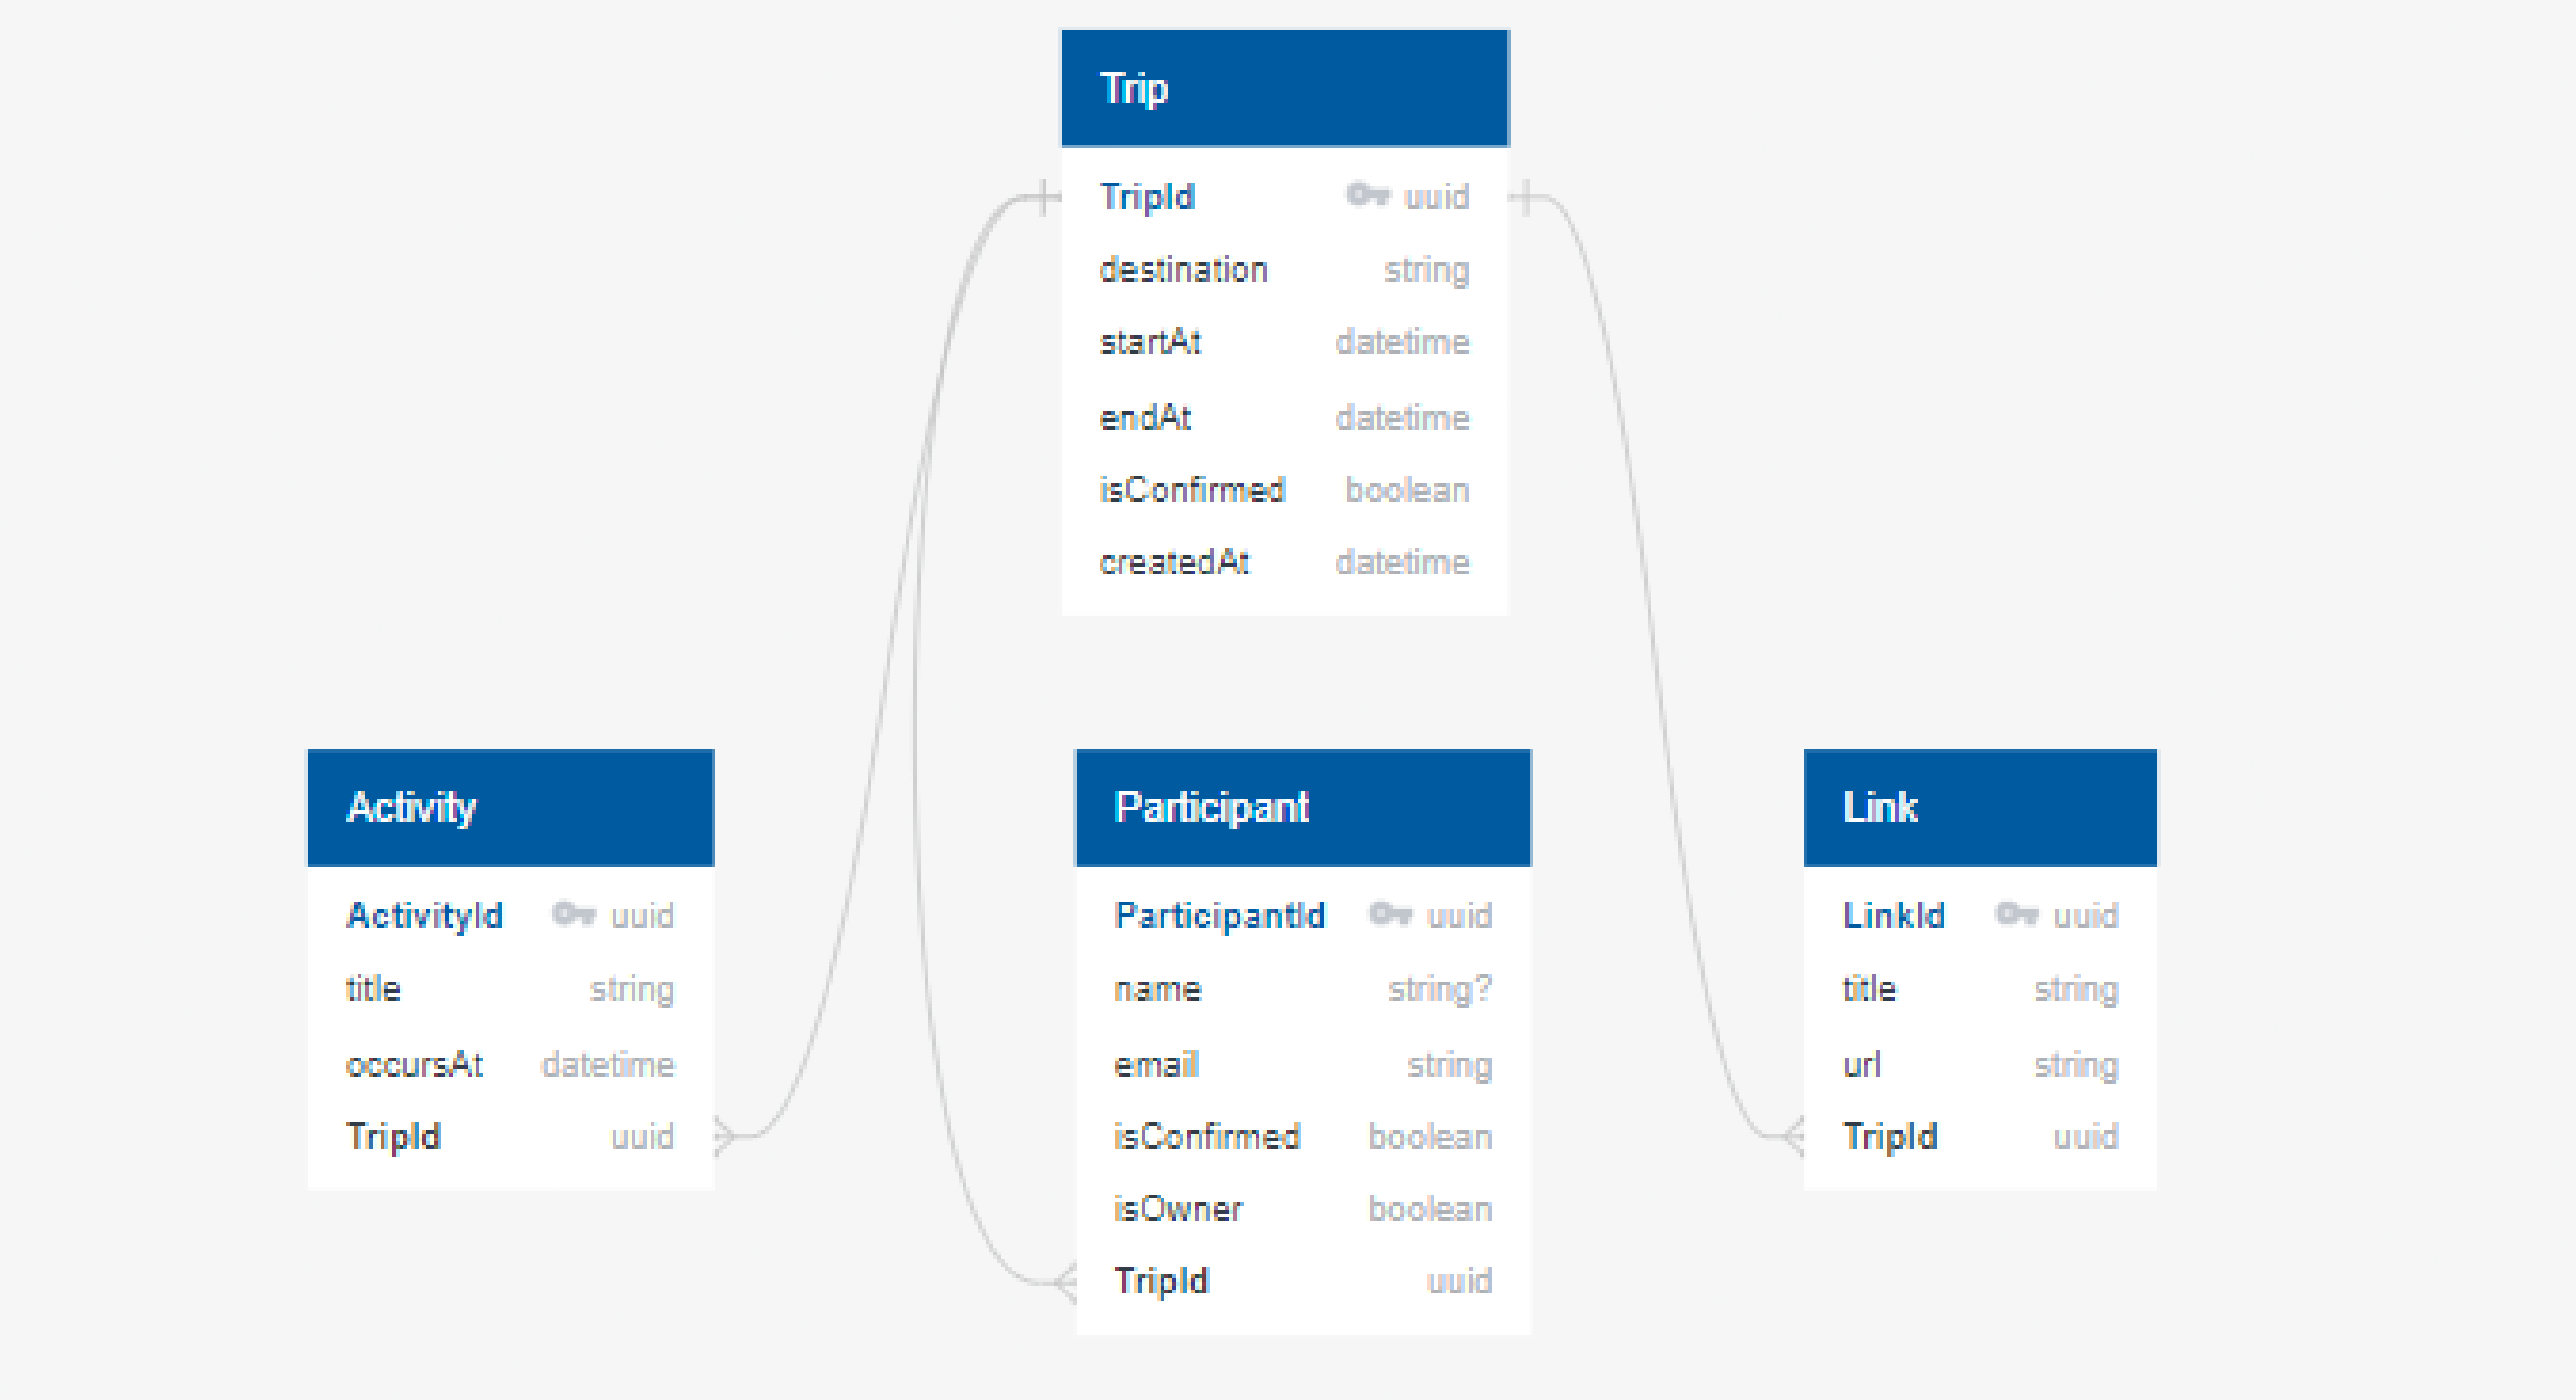 Trip
TripId uuid
destination string
startAt datetime
endAt datetime
isConfirmed boolean
createdAt datetime
Activity
ActivityId uuid
title string
occursAt datetime
TripId uuid
Participant
ParticipantId uuid
name string?
email string
isConfirmed boolean
isOwner boolean
TripId uuid
Link
LinkId uuid
title string
url string
TripId uuid